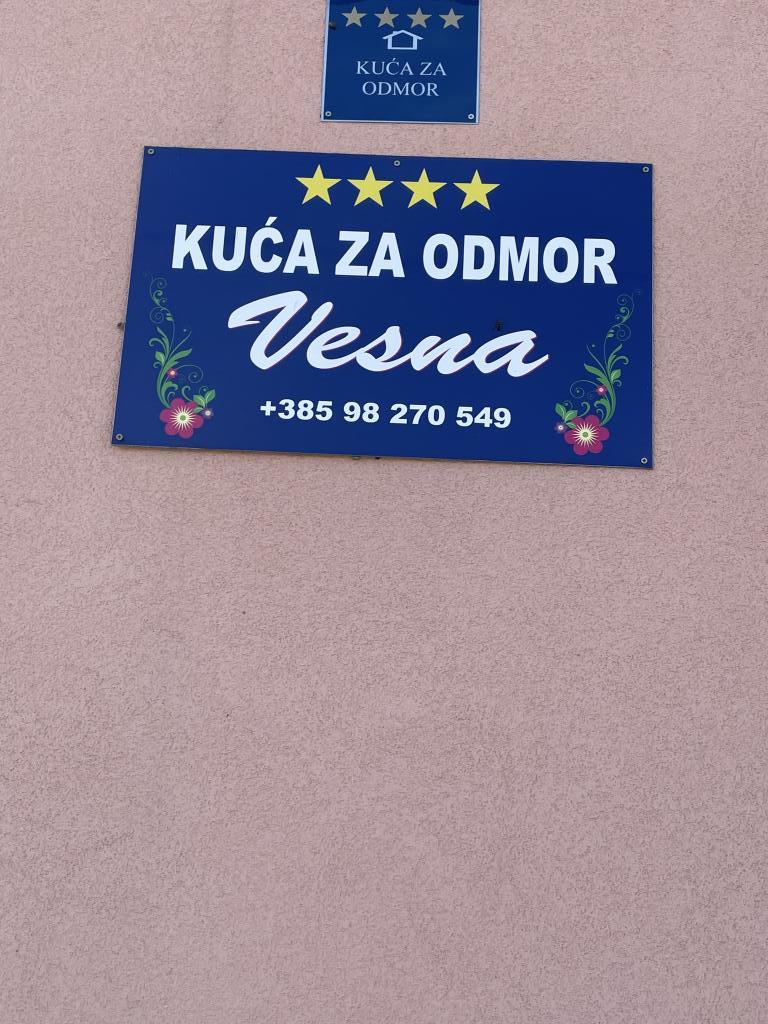 KUĆA ZA
ODMOR
KUĆA ZA ODMOR
Vesna
+385 98 270 549